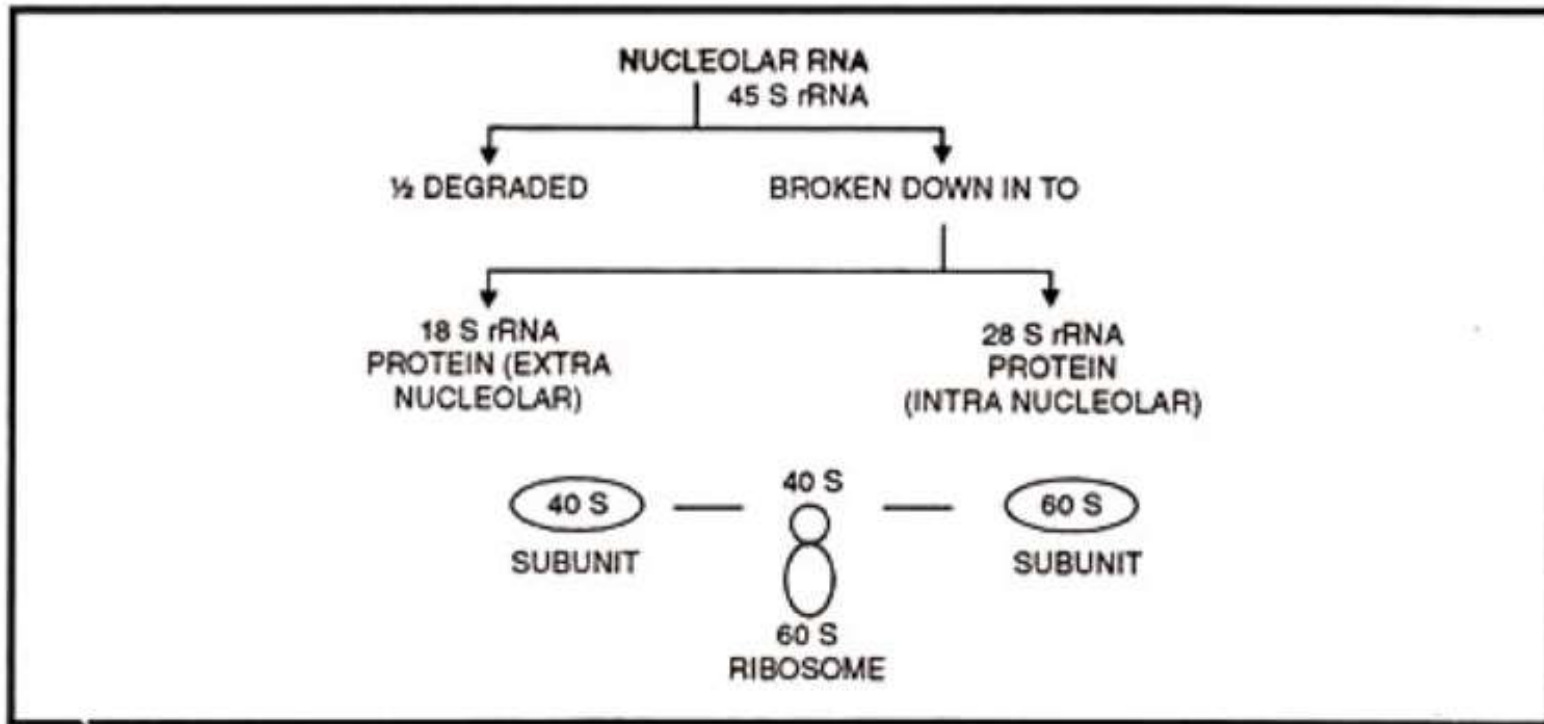 NUCLEOLAR RNA
45 S rRNA
½ DEGRADED
BROKEN DOWN IN TO
18 S rRNA
PROTEIN (EXTRA
NUCLEOLAR)
28 S rRNA
PROTEIN
(INTRA NUCLEOLAR)
40 S
SUBUNIT
40 S
60 S
RIBOSOME
60 S
SUBUNIT